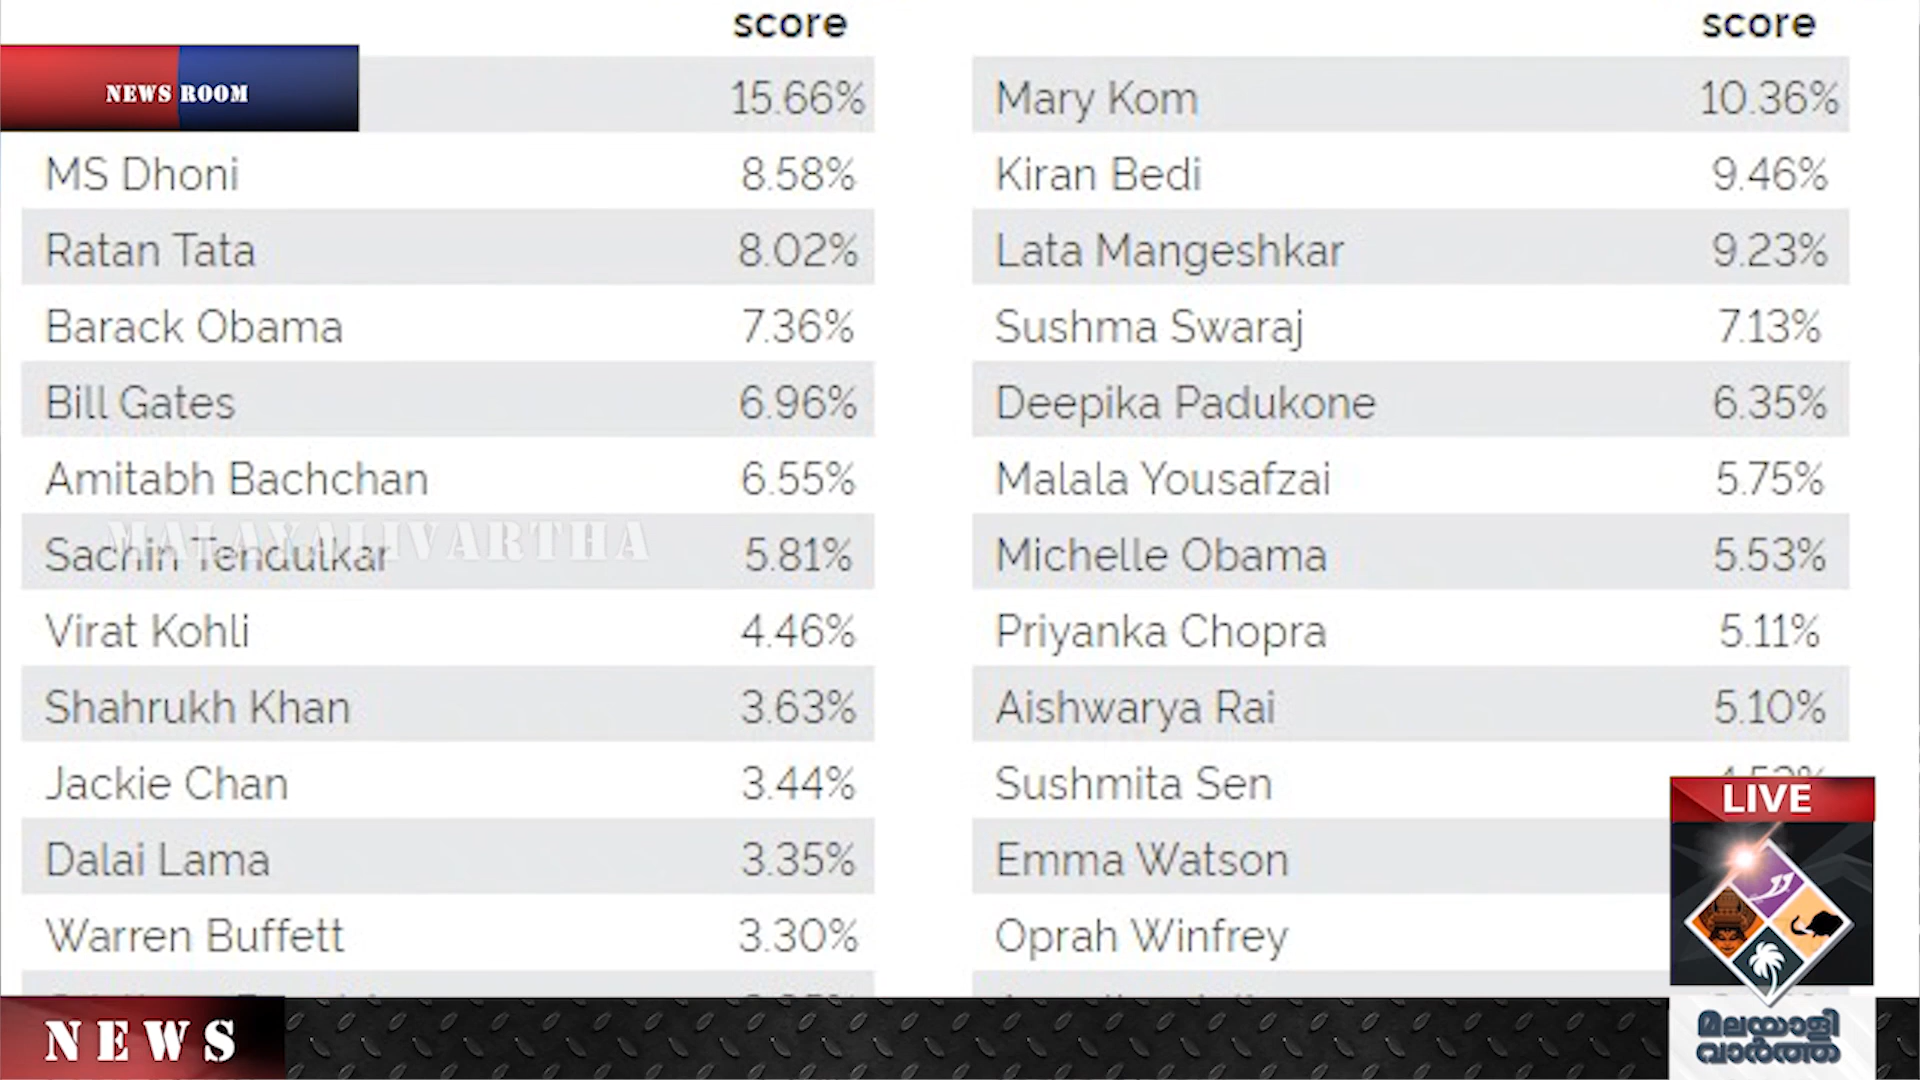 score score
NEWS ROOM 15.66% Mary Kom 10.36%
MS Dhoni 8.58% Kiran Bedi 9.46%
Ratan Tata 8.02% Lata Mangeshkar 9.23%
Barack Obama 7.36% Sushma Swaraj 7.13%
Bill Gates 6.96% Deepika Padukone 6.35%
Amitabh Bachchan 6.55% Malala Yousafzai 5.75%
MALAYALIVARTHA
Sachin Tendulkar 5.81% Michelle Obama 5.53%
Virat Kohli 4.46% Priyanka Chopra 5.11%
Shahrukh Khan 3.63% Aishwarya Rai 5.10%
Jackie Chan 3.44% Sushmita Sen
LIVE
Dalai Lama 3.35% Emma Watson
Warren Buffett 3.30% Oprah Winfrey
NEWS
മലയാളി
വാർത്ത